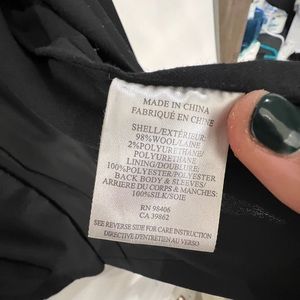 MADE IN CHINA
FABRIQUÉ EN CHINE
SHELL/EXTÉRIEUR:
98%WOOL/LAINE
2%POLYURETHANE/
POLYURETHANE
LINING/DOUBLURE:
100%POLYESTER/POLYESTER
BACK BODY & SLEEVES/
ARRIERE DU CORPS & MANCHES:
100%SILK/SOIE
RN 98406
CA 39862
SEE REVERSE SIDE FOR CARE INSTRUCTION
DIRECTIVE D'ENTRETIEN AU VERSO